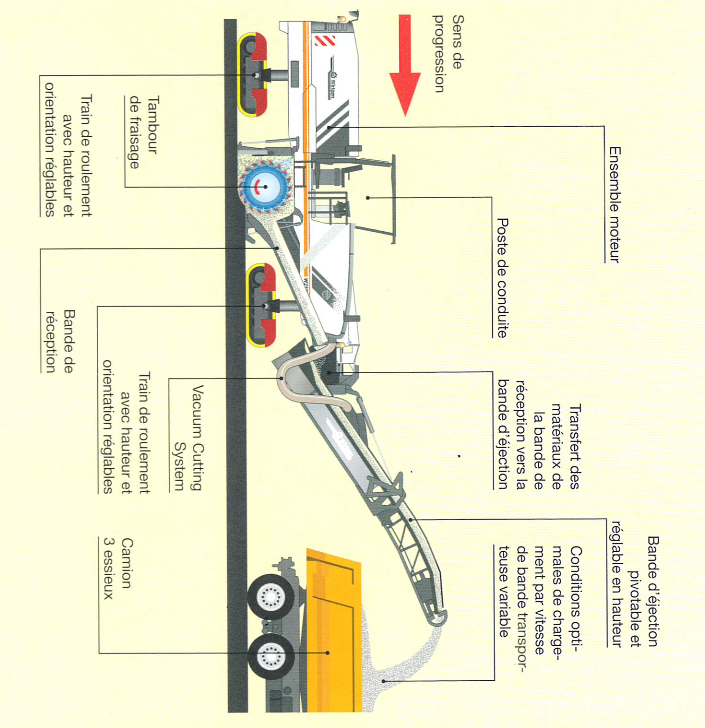 Sens de
progression
Ensemble moteur
Poste de conduite
Transfert des
matériaux de
la bande de
réception vers la
bande d'éjection
Bande d'éjection
pivotable et
réglable en hauteur
Conditions opti-
males de charge-
ment par vitesse
de bande transpor-
teuse variable
Tambour
de fraisage
Train de roulement
avec hauteur et
orientation réglables
Bande de
réception
Vacuum Cutting
System
Train de roulement
avec hauteur et
orientation réglables
Camion
3 essieux